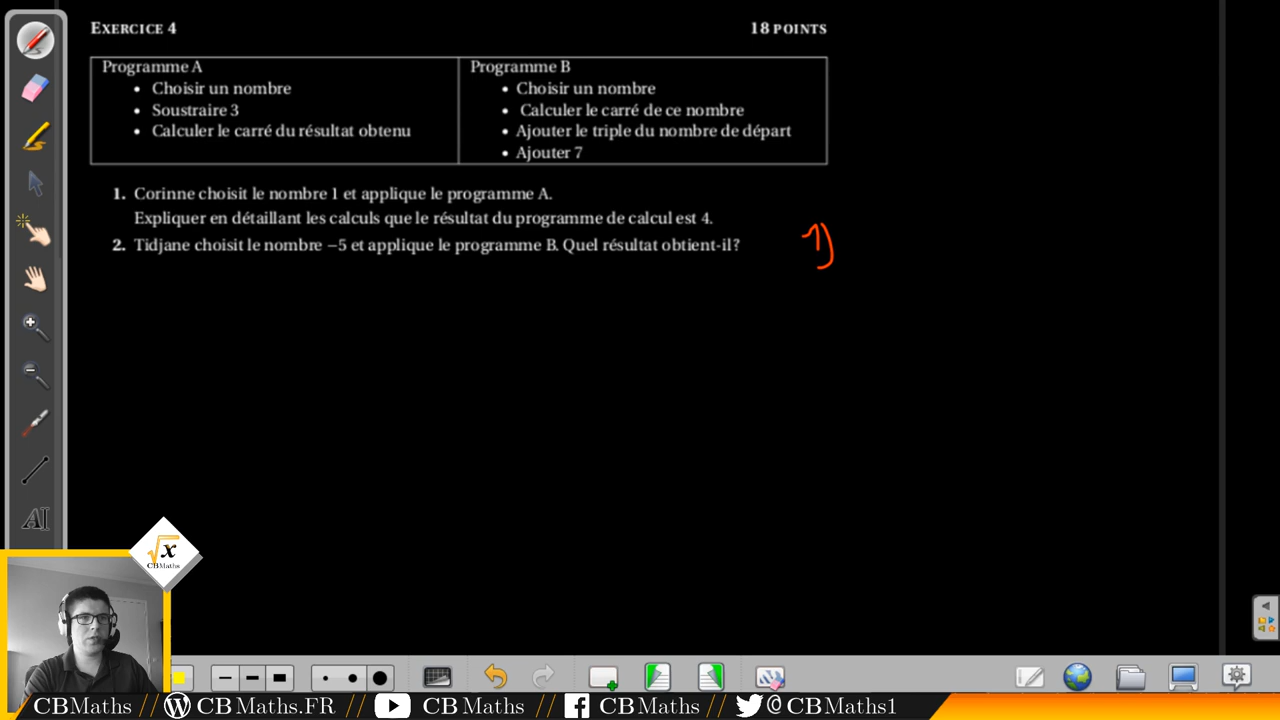 EXERCICE 4
18 POINTS
Programme A
• Choisir un nombre
• Soustraire 3
• Calculer le carré du résultat obtenu
Programme B
• Choisir un nombre
• Calculer le carré de ce nombre
• Ajouter le triple du nombre de départ
• Ajouter 7
1. Corinne choisit le nombre 1 et applique le programme A.
Expliquer en détaillant les calculs que le résultat du programme de calcul est 4.
2. Tidjane choisit le nombre −5 et applique le programme B. Quel résultat obtient-il?
1)
AI
√x
CBMaths
CBMaths // CBMaths.FR // CBMaths // CBMaths // @CBMaths1